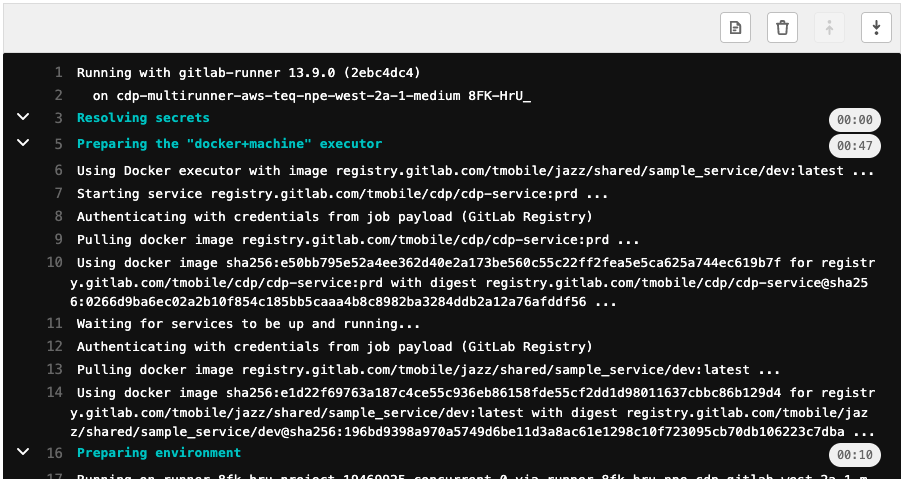 1 Running with gitlab-runner 13.9.0 (2ebc4dc4)
2 on cdp-multirunner-aws-teq-npe-west-2a-1-medium 8FK-HrU_
3 Resolving secrets 00:00
5 Preparing the "docker+machine" executor 00:47
6 Using Docker executor with image registry.gitlab.com/tmobile/jazz/shared/sample_service/dev:latest ...
7 Starting service registry.gitlab.com/tmobile/cdp/cdp-service:prd ...
8 Authenticating with credentials from job payload (GitLab Registry)
9 Pulling docker image registry.gitlab.com/tmobile/cdp/cdp-service:prd ...
10 Using docker image sha256:e50bb795e52a4ee362d40e2a173be560c55c22ff2fea5e5ca625a744ec619b7f for registr
y.gitlab.com/tmobile/cdp/cdp-service:prd with digest registry.gitlab.com/tmobile/cdp/cdp-service@sha25
6:0266d9ba6ec02a2b10f854c185bb5caaa4b8c8982ba3284ddb2a12a76afddf56 ...
11 Waiting for services to be up and running...
12 Authenticating with credentials from job payload (GitLab Registry)
13 Pulling docker image registry.gitlab.com/tmobile/jazz/shared/sample_service/dev:latest ...
14 Using docker image sha256:e1d22f69763a187c4ce55c936eb86158fde55cf2dd1d98011637cbbc86b129d4 for registr
y.gitlab.com/tmobile/jazz/shared/sample_service/dev:latest with digest registry.gitlab.com/tmobile/jaz
z/shared/sample_service/dev@sha256:196bd9398a970a5749d6be11d3a8ac61e1298c10f723095cb70db106223c7dba ...
16 Preparing environment 00:10